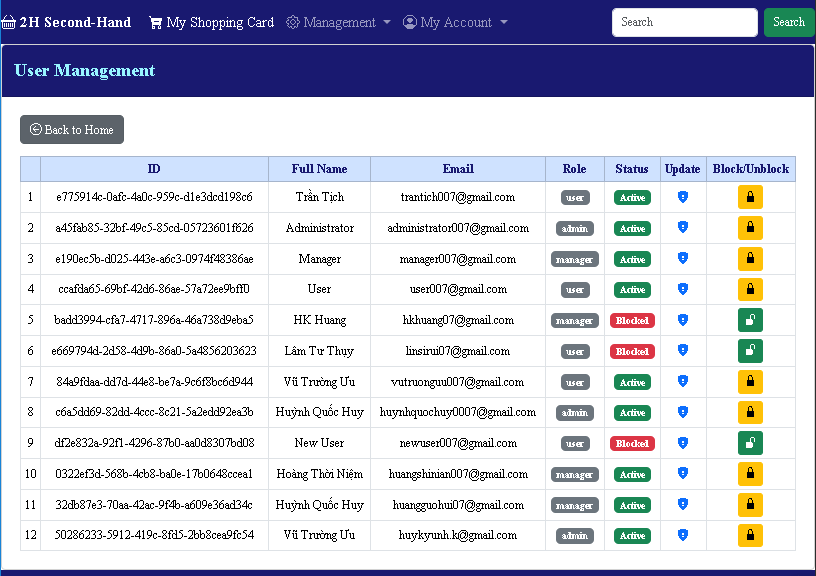 2H Second-Hand My Shopping Card Management My Account Search Search
User Management
Back to Home
ID Full Name Email Role Status Update Block/Unblock
1 e775914c-0afc-4a0c-959c-d1e3dcd198c6 Trần Tịch trantich007@gmail.com user Active
2 a45fab85-32bf-49c5-85cd-05723601f626 Administrator administrator007@gmail.com admin Active
3 e190ec5b-d025-443e-a6c3-0974f48386ae Manager manager007@gmail.com manager Active
4 ccafda65-69bf-42d6-86ae-57a72ee9bff0 User user007@gmail.com user Active
5 badd3994-cfa7-4717-896a-46a738d9eba5 HK Huang hkhuang07@gmail.com manager Blocked
6 e669794d-2d58-4d9b-86a0-5a4856203623 Lâm Tư Thụy linsirui07@gmail.com user Blocked
7 84a9fdaa-dd7d-44e8-be7a-9c6f8bc6d944 Vũ Trường Ưu vutruonguu007@gmail.com user Active
8 c6a5dd69-82dd-4ccc-8c21-5a2edd92ea3b Huỳnh Quốc Huy huynhquochuy0007@gmail.com admin Active
9 df2e832a-92f1-4296-87b0-aa0d8307bd08 New User newuser007@gmail.com user Blocked
10 0322ef3d-568b-4cb8-ba0e-17b0648ccea1 Hoàng Thời Niệm huangshinian007@gmail.com manager Active
11 32db87e3-70aa-42ac-9f4b-a609e36ad34c Huỳnh Quốc Huy huangguohui07@gmail.com manager Active
12 50286233-5912-419c-8fd5-2bb8cea9fc54 Vũ Trường Ưu huykyunh.k@gmail.com admin Active